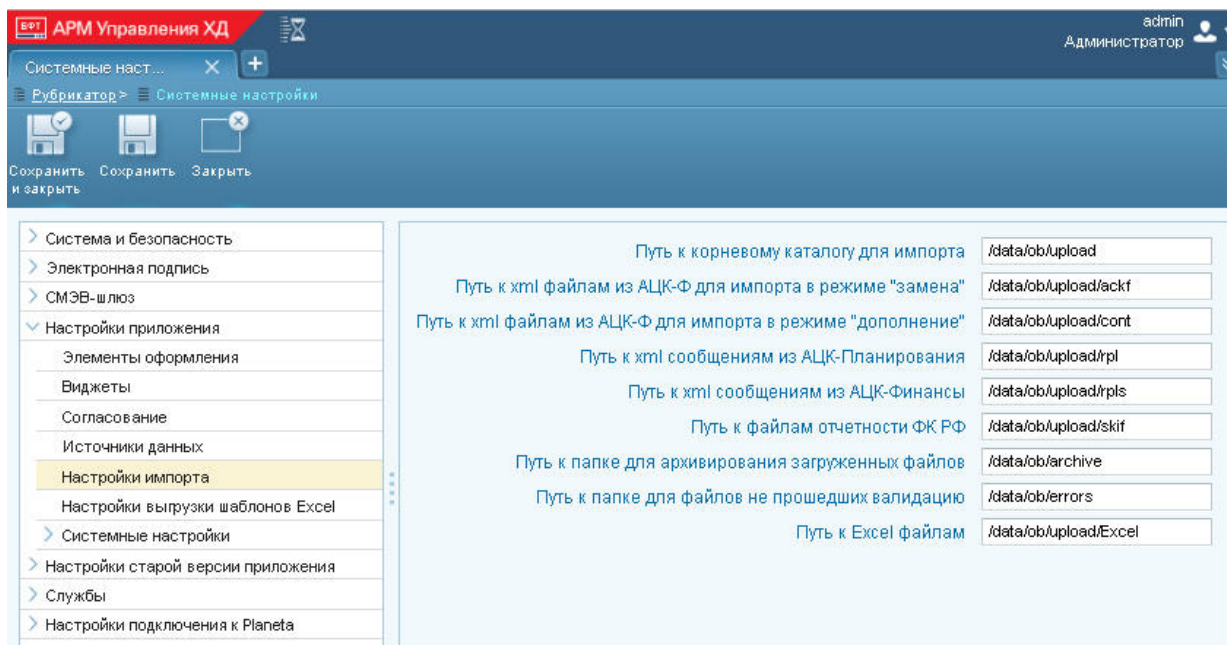 БФТ АРМ Управления ХД
admin
Администратор
Системные наст...
Рубрикатор> Системные настройки
Сохранить и закрыть
Сохранить
Закрыть
Система и безопасность
Электронная подпись
СМЭВ-шлюз
Настройки приложения
Элементы оформления
Виджеты
Согласование
Источники данных
Настройки импорта
Настройки выгрузки шаблонов Excel
Системные настройки
Настройки старой версии приложения
Службы
Настройки подключения к Planeta
Путь к корневому каталогу для импорта /data/ob/upload
Путь к xml файлам из АЦК-Ф для импорта в режиме "замена" /data/ob/upload/ackf
Путь к xml файлам из АЦК-Ф для импорта в режиме "дополнение" /data/ob/upload/cont
Путь к xml сообщениям из АЦК-Планирования /data/ob/upload/rpl
Путь к xml сообщениям из АЦК-Финансы /data/ob/upload/rpls
Путь к файлам отчетности ФК РФ /data/ob/upload/skif
Путь к папке для архивирования загруженных файлов /data/ob/archive
Путь к папке для файлов не прошедших валидацию /data/ob/errors
Путь к Excel файлам /data/ob/upload/Excel